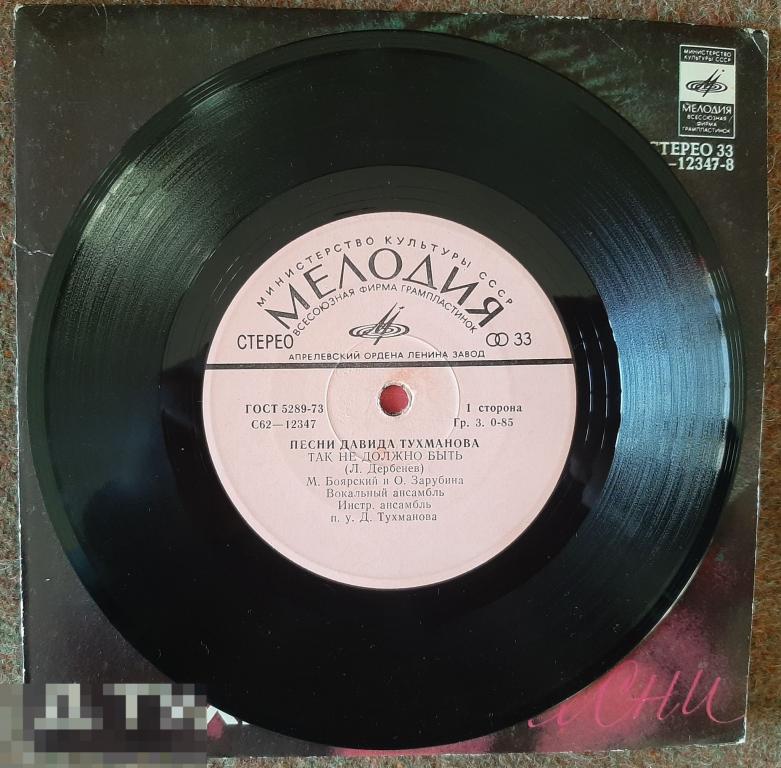 МИНИСТЕРСТВО
КУЛЬТУРЫ СССР
МЕЛОДИЯ
ВСЕСОЮЗНАЯ
ФИРМА
ГРАМПЛАСТИНОК
СТЕРЕО 33
—12347-8
МИНИСТЕРСТВО КУЛЬТУРЫ СССР
МЕЛОДИЯ
ВСЕСОЮЗНАЯ ФИРМА ГРАМПЛАСТИНОК
СТЕРЕО 33
АПРЕЛЕВСКИЙ ОРДЕНА ЛЕНИНА ЗАВОД
ГОСТ 5289-73 1 сторона
С62—12347 Гр. 3. 0-85
ПЕСНИ ДАВИДА ТУХМАНОВА
ТАК НЕ ДОЛЖНО БЫТЬ
(Л. Дербенев)
М. Боярский и О. Зарубина
Вокальный ансамбль
Инстр. ансамбль
п. у. Д. Тухманова